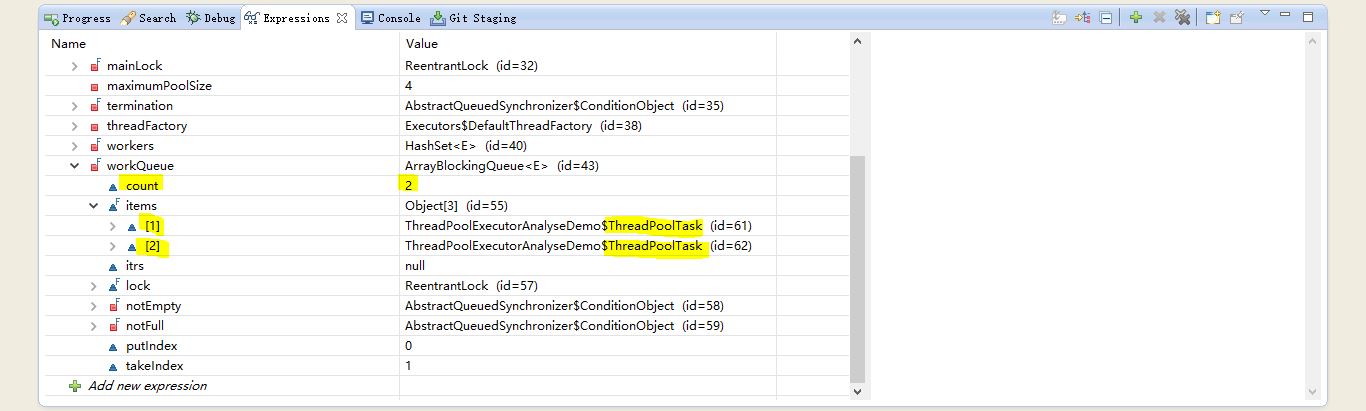 Progress Search Debug Expressions Console Git Staging
Name Value
mainLock ReentrantLock (id=32)
maximumPoolSize 4
termination AbstractQueuedSynchronizer$ConditionObject (id=35)
threadFactory Executors$DefaultThreadFactory (id=38)
workers HashSet<E> (id=40)
workQueue ArrayBlockingQueue<E> (id=43)
count 2
items Object[3] (id=55)
[1] ThreadPoolExecutorAnalyseDemo$ThreadPoolTask (id=61)
[2] ThreadPoolExecutorAnalyseDemo$ThreadPoolTask (id=62)
itrs null
lock ReentrantLock (id=57)
notEmpty AbstractQueuedSynchronizer$ConditionObject (id=58)
notFull AbstractQueuedSynchronizer$ConditionObject (id=59)
putIndex 0
takeIndex 1
Add new expression